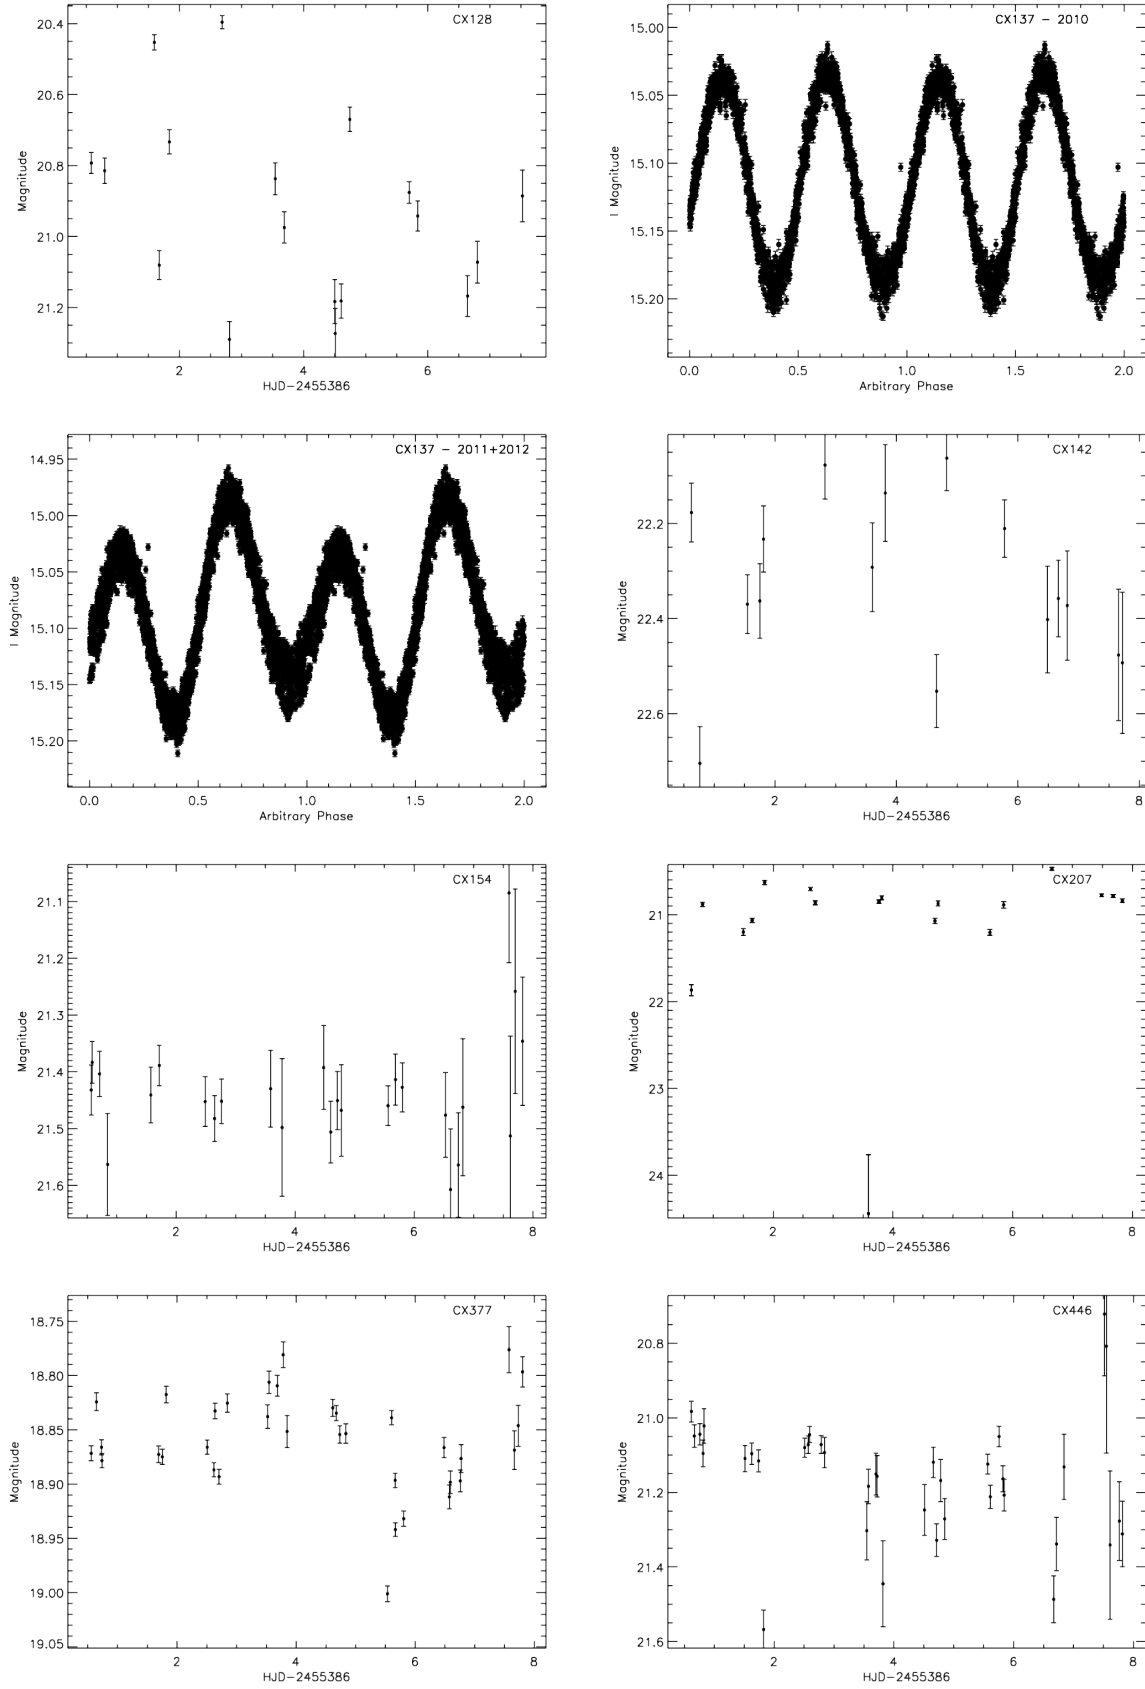 CX128
20.4
20.6
20.8
21.0
21.2
Magnitude
2 4 6
HJD-2455386
CX137 - 2010
15.00
15.05
15.10
15.15
15.20
I Magnitude
0.0 0.5 1.0 1.5 2.0
Arbitrary Phase
CX137 - 2011+2012
14.95
15.00
15.05
15.10
15.15
15.20
I Magnitude
0.0 0.5 1.0 1.5 2.0
Arbitrary Phase
CX142
22.2
22.4
22.6
Magnitude
2 4 6 8
HJD-2455386
CX154
21.1
21.2
21.3
21.4
21.5
21.6
Magnitude
2 4 6 8
HJD-2455386
CX207
21
22
23
24
Magnitude
2 4 6 8
HJD-2455386
CX377
18.75
18.80
18.85
18.90
18.95
19.00
19.05
Magnitude
2 4 6 8
HJD-2455386
CX446
20.8
21.0
21.2
21.4
21.6
Magnitude
2 4 6 8
HJD-2455386